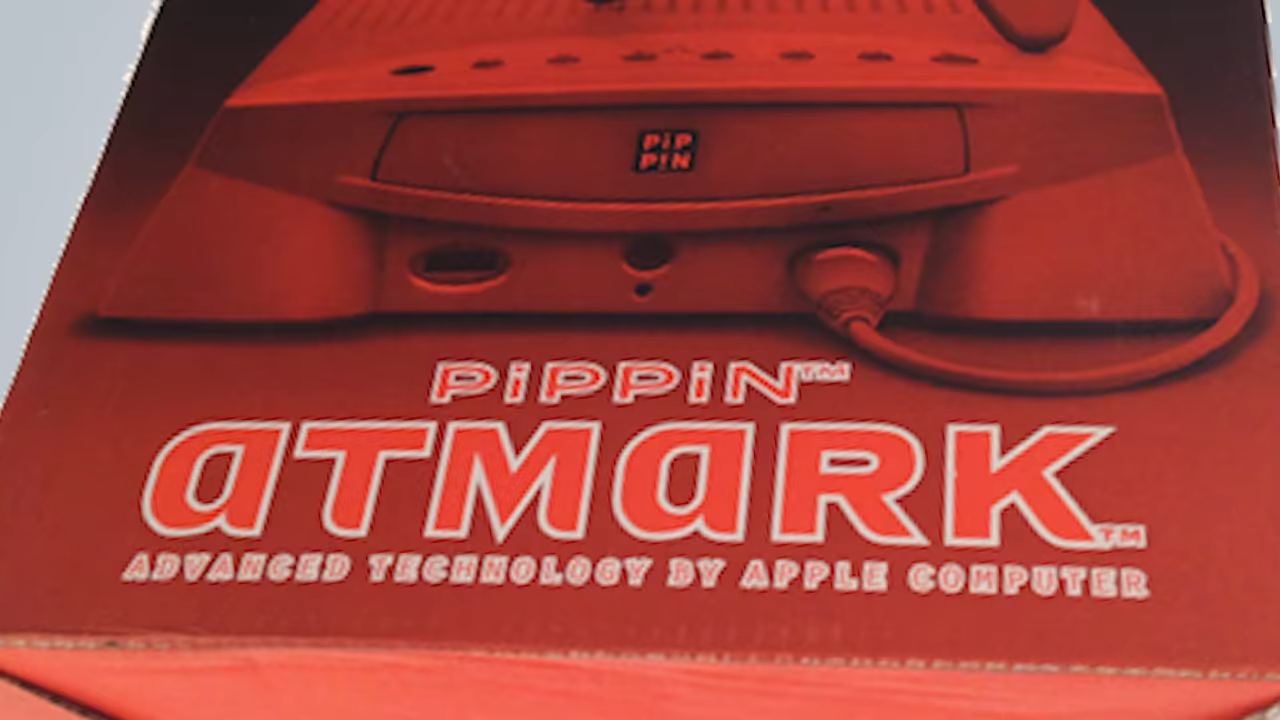 PiP
PiN
PiPPiN™
aTMaRK™
ADVANCED TECHNOLOGY BY APPLE COMPUTER